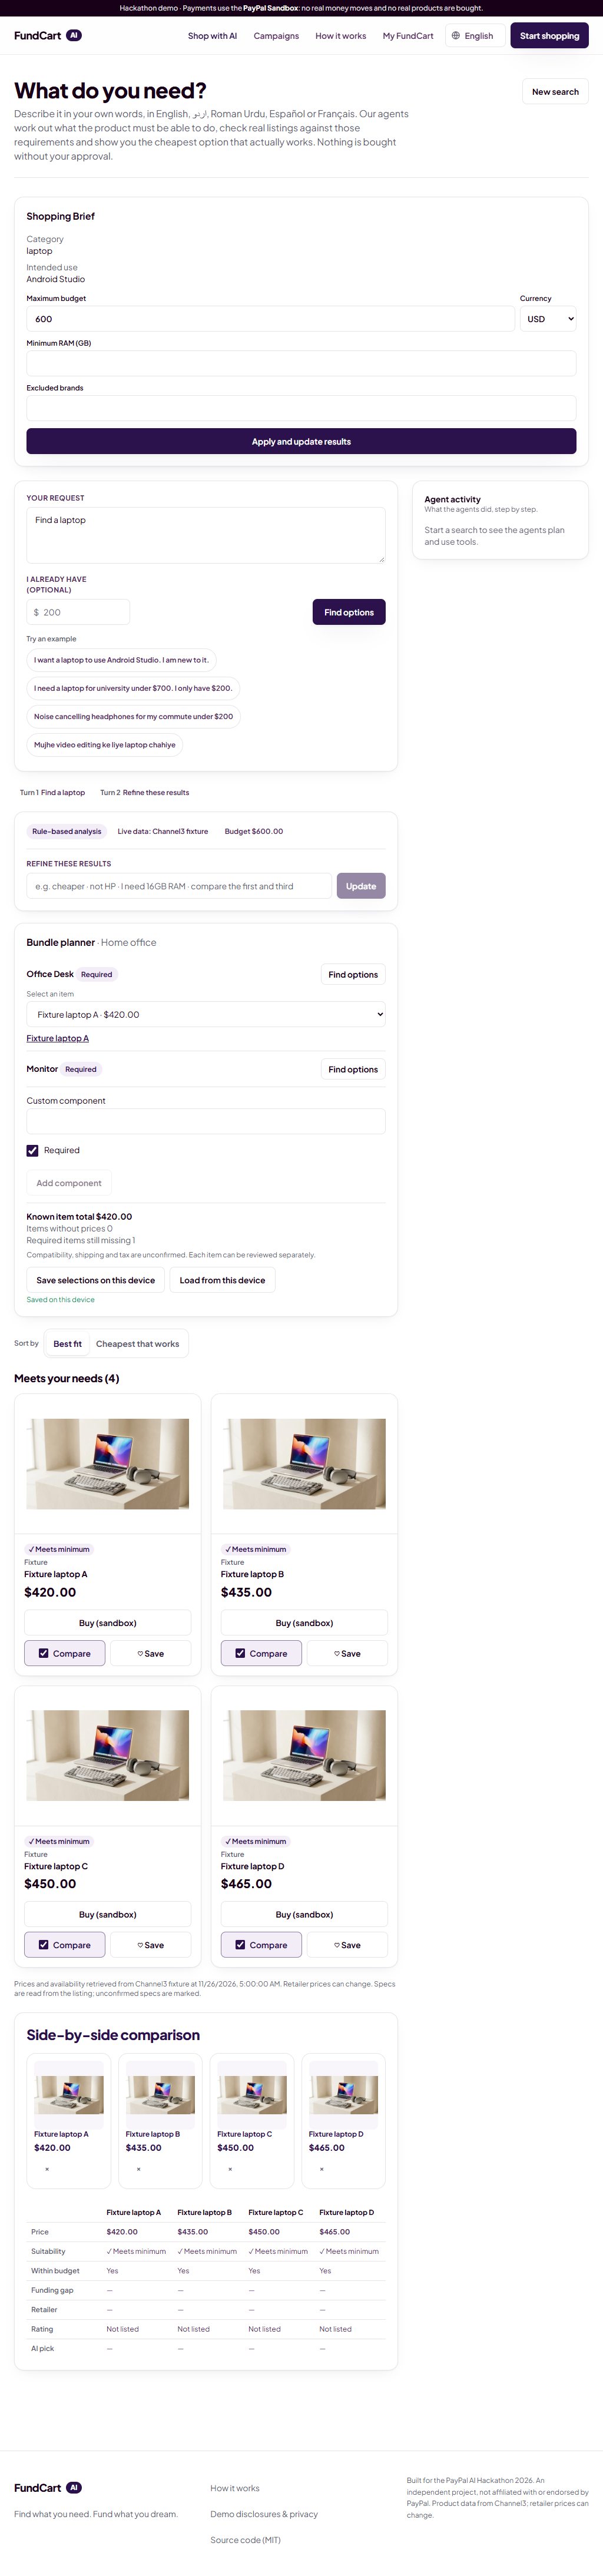 Hackathon demo · Payments use the PayPal Sandbox: no real money moves and no real products are bought.
FundCart AI
Shop with AI
Campaigns
How it works
My FundCart
English
Start shopping
What do you need?
New search
Describe it in your own words, in English, اردو, Roman Urdu, Español or Français. Our agents
work out what the product must be able to do, check real listings against those
requirements and show you the cheapest option that actually works. Nothing is bought
without your approval.
Shopping Brief
Category
laptop
Intended use
Android Studio
Maximum budget
Currency
600
USD
Minimum RAM (GB)
Excluded brands
Apply and update results
YOUR REQUEST
Find a laptop
I ALREADY HAVE
(OPTIONAL)
$ 200
Find options
Try an example
I want a laptop to use Android Studio. I am new to it.
I need a laptop for university under $700. I only have $200.
Noise cancelling headphones for my commute under $200
Mujhe video editing ke liye laptop chahiye
Agent activity
What the agents did, step by step.
Start a search to see the agents plan
and use tools.
Turn 1 Find a laptop
Turn 2 Refine these results
Rule-based analysis
Live data: Channel3 fixture
Budget $600.00
REFINE THESE RESULTS
e.g. cheaper · not HP · I need 16GB RAM · compare the first and third
Update
Bundle planner · Home office
Office Desk Required
Find options
Select an item
Fixture laptop A · $420.00
Fixture laptop A
Monitor Required
Find options
Custom component
Required
Add component
Known item total $420.00
Items without prices 0
Required items still missing 1
Compatibility, shipping and tax are unconfirmed. Each item can be reviewed separately.
Save selections on this device
Load from this device
Saved on this device
Sort by
Best fit
Cheapest that works
Meets your needs (4)
✓ Meets minimum
Fixture
Fixture laptop A
$420.00
Buy (sandbox)
Compare
♡ Save
✓ Meets minimum
Fixture
Fixture laptop B
$435.00
Buy (sandbox)
Compare
♡ Save
✓ Meets minimum
Fixture
Fixture laptop C
$450.00
Buy (sandbox)
Compare
♡ Save
✓ Meets minimum
Fixture
Fixture laptop D
$465.00
Buy (sandbox)
Compare
♡ Save
Prices and availability retrieved from Channel3 fixture at 11/26/2026, 5:00:00 AM. Retailer prices can change. Specs
are read from the listing; unconfirmed specs are marked.
Side-by-side comparison
Fixture laptop A
$420.00
×
Fixture laptop B
$435.00
×
Fixture laptop C
$450.00
×
Fixture laptop D
$465.00
×
Fixture laptop A Fixture laptop B Fixture laptop C Fixture laptop D
Price $420.00 $435.00 $450.00 $465.00
Suitability ✓ Meets minimum ✓ Meets minimum ✓ Meets minimum ✓ Meets minimum
Within budget Yes Yes Yes Yes
Funding gap — — — —
Retailer — — — —
Rating Not listed Not listed Not listed Not listed
AI pick — — — —
FundCart AI
Find what you need. Fund what you dream.
How it works
Demo disclosures & privacy
Source code (MIT)
Built for the PayPal AI Hackathon 2026. An
independent project, not affiliated with or endorsed by
PayPal. Product data from Channel3; retailer prices can
change.